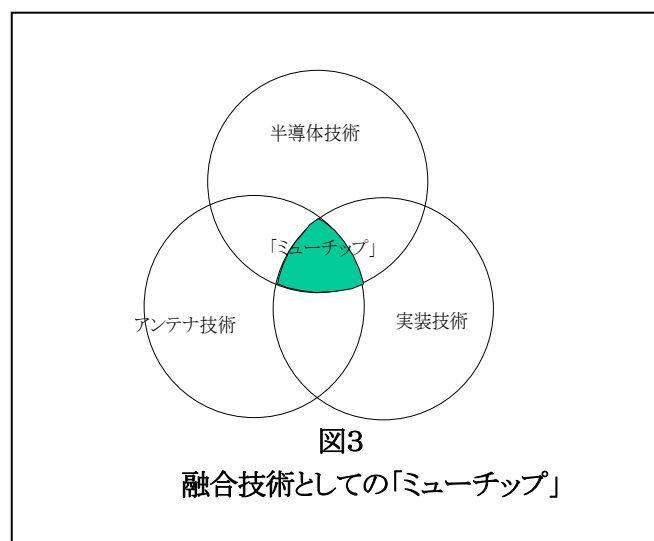 半導体技術
「ミューチップ」
アンテナ技術
実装技術
図3
融合技術としての「ミューチップ」